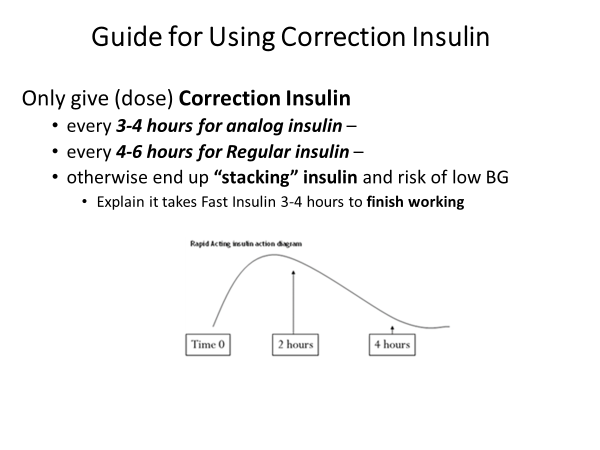 Guide for Using Correction Insulin
Only give (dose) Correction Insulin
• every 3-4 hours for analog insulin –
• every 4-6 hours for Regular insulin –
• otherwise end up “stacking” insulin and risk of low BG
• Explain it takes Fast Insulin 3-4 hours to finish working
Rapid Acting insulin action diagram
Time 0
2 hours
4 hours